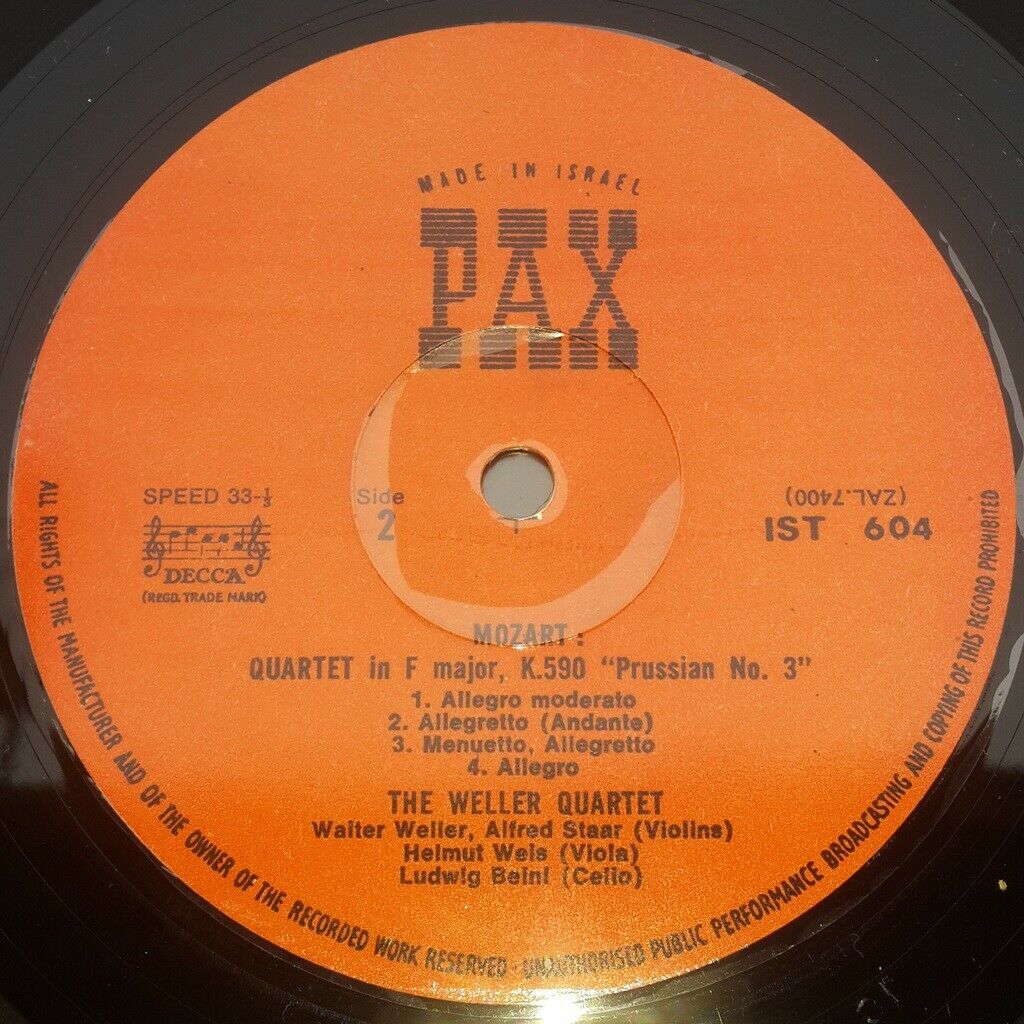 MADE IN ISRAEL
PAX
SPEED 33-⅓
Side
2
(ZAL.7400)
IST 604
DECCA
(REGD. TRADE MARK)
MOZART:
QUARTET in F major, K.590 "Prussian No. 3"
1. Allegro moderato
2. Allegretto (Andante)
3. Menuetto, Allegretto
4. Allegro
THE WELLER QUARTET
Walter Weller, Alfred Staar (Violins)
Helmut Weis (Viola)
Ludwig Beinl (Cello)
ALL RIGHTS OF THE MANUFACTURER AND OF THE OWNER OF THE RECORDED WORK RESERVED · UNAUTHORISED PUBLIC PERFORMANCE BROADCASTING AND COPYING OF THIS RECORD PROHIBITED